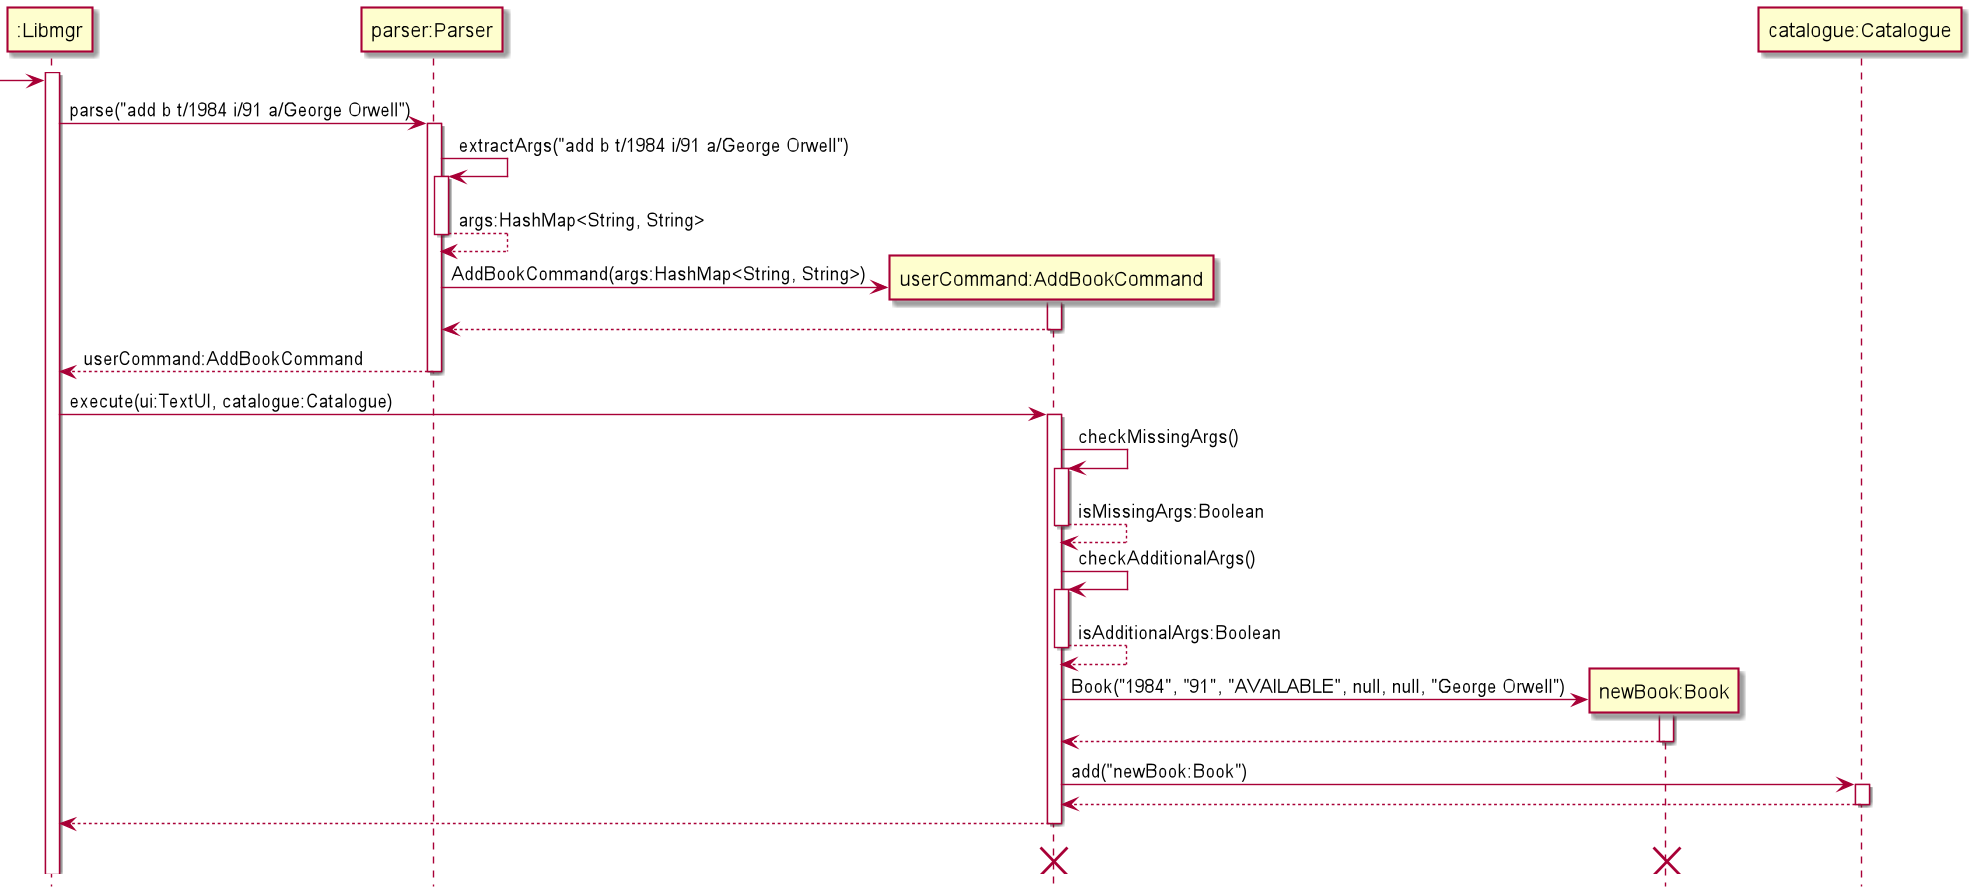 :Libmgr
parser:Parser
catalogue:Catalogue
parse("add b t/1984 i/91 a/George Orwell")
extractArgs("add b t/1984 i/91 a/George Orwell")
args:HashMap<String, String>
AddBookCommand(args:HashMap<String, String>)
userCommand:AddBookCommand
userCommand:AddBookCommand
execute(ui:TextUI, catalogue:Catalogue)
checkMissingArgs()
isMissingArgs:Boolean
checkAdditionalArgs()
isAdditionalArgs:Boolean
Book("1984", "91", "AVAILABLE", null, null, "George Orwell")
newBook:Book
add("newBook:Book")